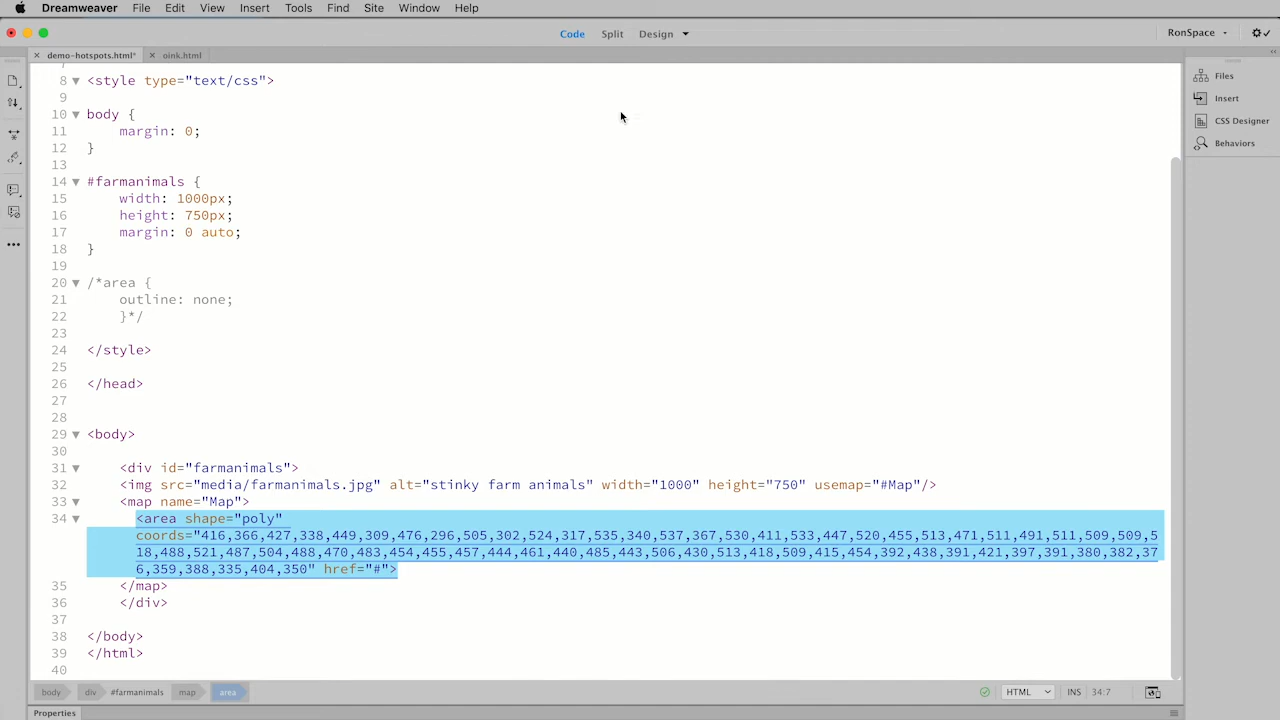 Dreamweaver File Edit View Insert Tools Find Site Window Help
Code Split Design RonSpace
demo-hotspots.html* oink.html
8 <style type="text/css">
9
10 body {
11 margin: 0;
12 }
13
14 #farmanimals {
15 width: 1000px;
16 height: 750px;
17 margin: 0 auto;
18 }
19
20 /*area {
21 outline: none;
22 }*/
23
24 </style>
25
26 </head>
27
28
29 <body>
30
31 <div id="farmanimals">
32 <img src="media/farmanimals.jpg" alt="stinky farm animals" width="1000" height="750" usemap="#Map"/>
33 <map name="Map">
34 <area shape="poly"
coords="416,366,427,338,449,309,476,296,505,302,524,317,535,340,537,367,530,411,533,447,520,455,513,471,511,491,511,509,509,5
18,488,521,487,504,488,470,483,454,455,457,444,461,440,485,443,506,430,513,418,509,415,454,392,438,391,421,397,391,380,382,37
6,359,388,335,404,350" href="#">
35 </map>
36 </div>
37
38 </body>
39 </html>
40
Files
Insert
CSS Designer
Behaviors
body div #farmanimals map area HTML INS 34:7
Properties